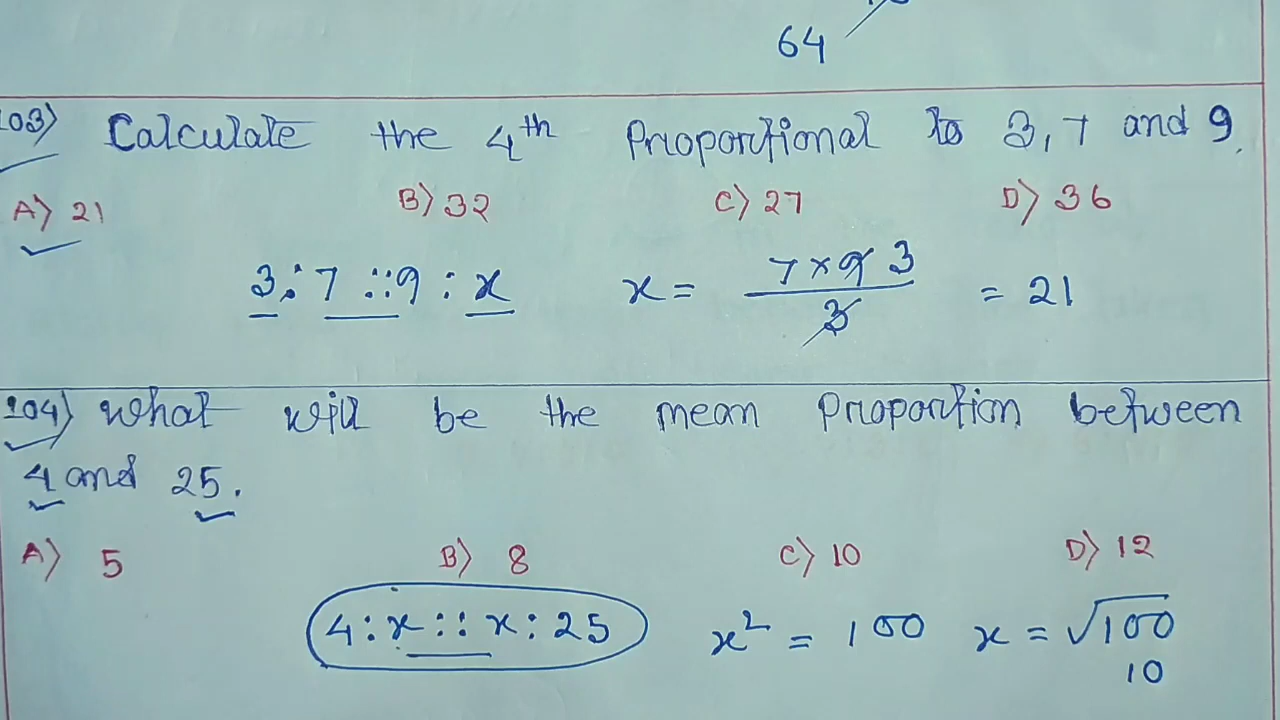 64
103) Calculate the 4th Proportional to 3, 7 and 9.
A) 21 B) 32 C) 27 D) 36
3 : 7 :: 9 : x x = 7 x 9 3 / 3 = 21
104) What will be the mean Proportion between
4 and 25.
A) 5 B) 8 C) 10 D) 12
4 : x :: x : 25 x² = 100 x = √100
10